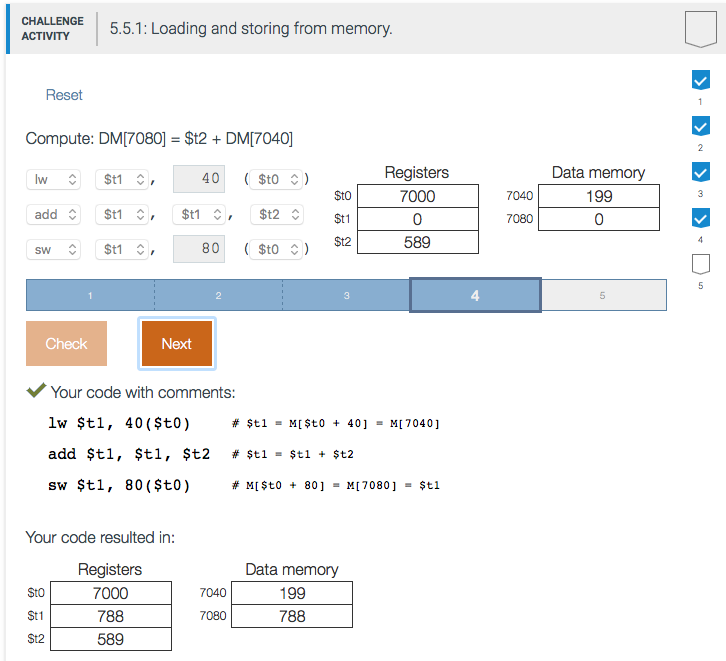 CHALLENGE
ACTIVITY
5.5.1: Loading and storing from memory.
Reset
Compute: DM[7080] = $t2 + DM[7040]
lw $t1 , 40 ( $t0 )
add $t1 , $t1 , $t2
sw $t1 , 80 ( $t0 )
Registers
$t0 7000
$t1 0
$t2 589
Data memory
7040 199
7080 0
1
2
3
4
5
1 2 3 4 5
Check Next
Your code with comments:
lw $t1, 40($t0) # $t1 = M[$t0 + 40] = M[7040]
add $t1, $t1, $t2 # $t1 = $t1 + $t2
sw $t1, 80($t0) # M[$t0 + 80] = M[7080] = $t1
Your code resulted in:
Registers
$t0 7000
$t1 788
$t2 589
Data memory
7040 199
7080 788